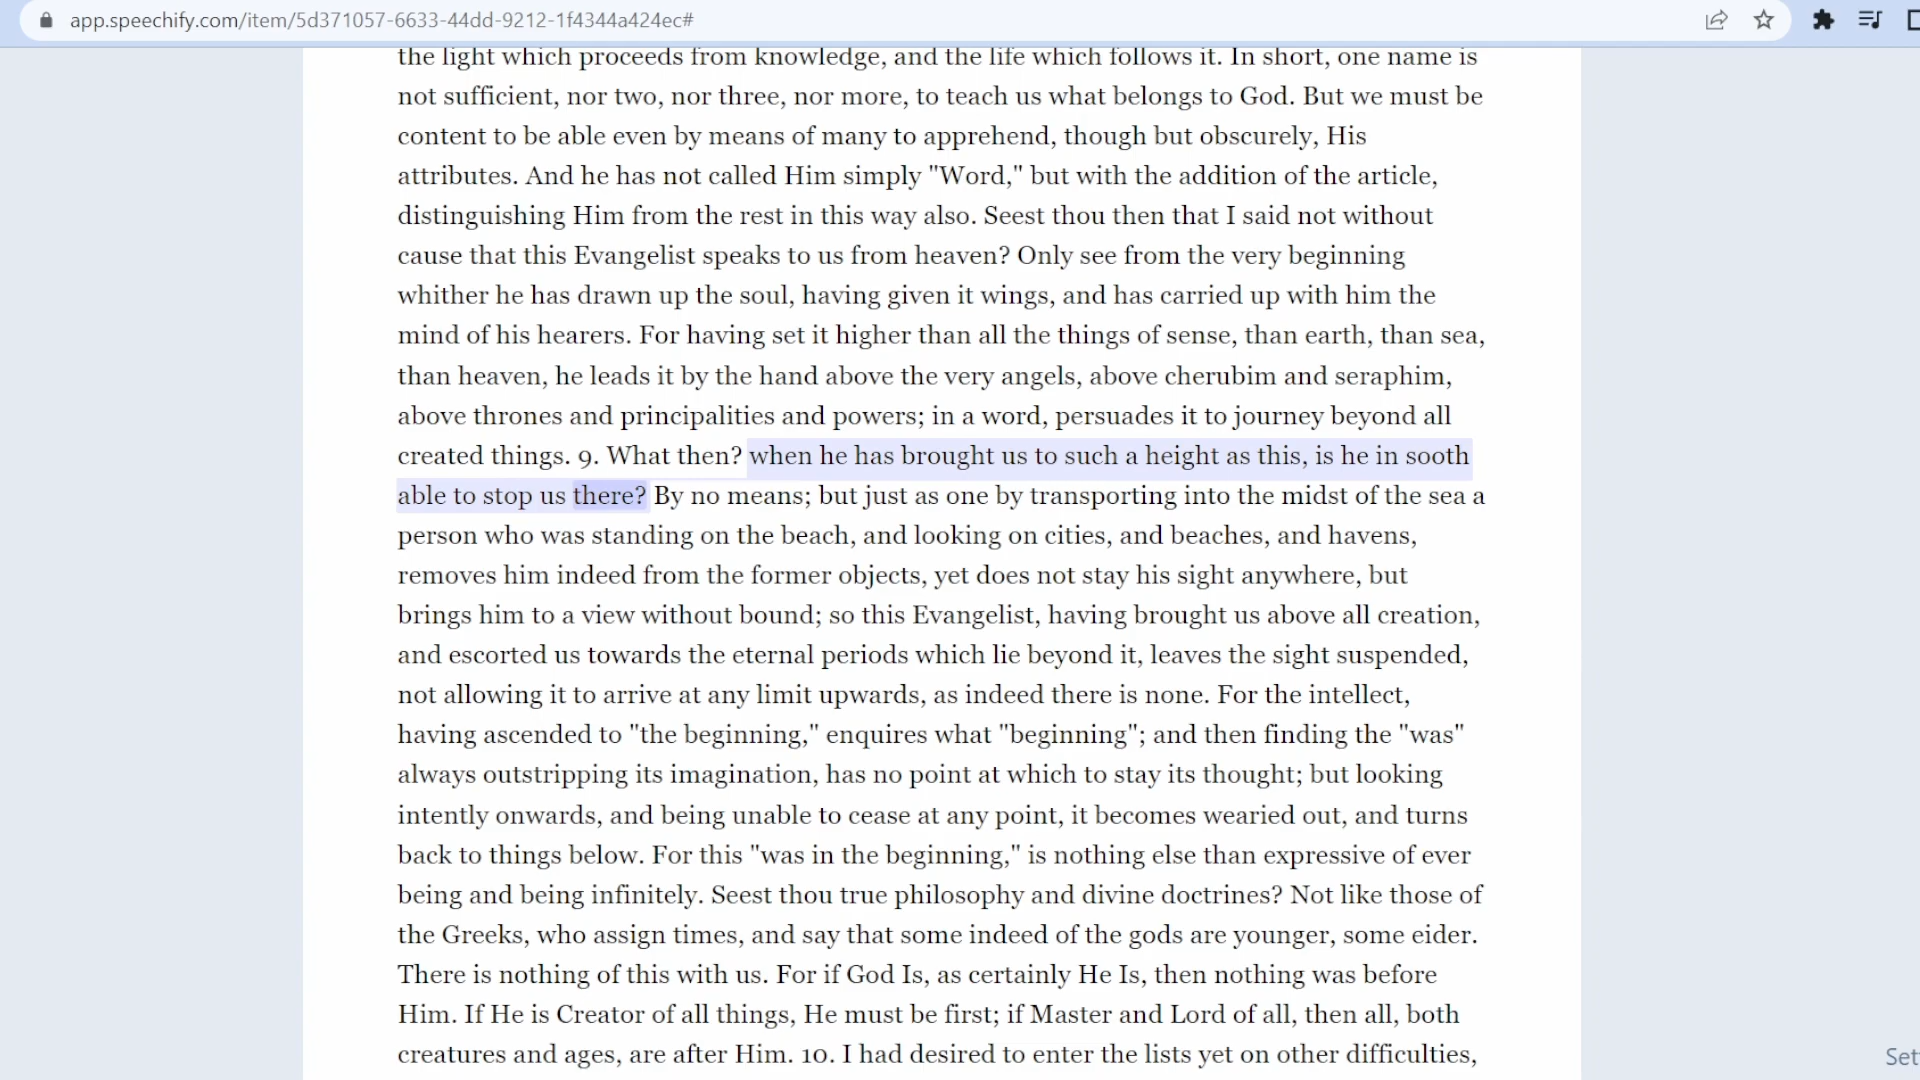 app.speechify.com/item/5d371057-6633-44dd-9212-1f4344a424ec#
the light which proceeds from knowledge, and the life which follows it. In short, one name is
not sufficient, nor two, nor three, nor more, to teach us what belongs to God. But we must be
content to be able even by means of many to apprehend, though but obscurely, His
attributes. And he has not called Him simply "Word," but with the addition of the article,
distinguishing Him from the rest in this way also. Seest thou then that I said not without
cause that this Evangelist speaks to us from heaven? Only see from the very beginning
whither he has drawn up the soul, having given it wings, and has carried up with him the
mind of his hearers. For having set it higher than all the things of sense, than earth, than sea,
than heaven, he leads it by the hand above the very angels, above cherubim and seraphim,
above thrones and principalities and powers; in a word, persuades it to journey beyond all
created things. 9. What then? when he has brought us to such a height as this, is he in sooth
able to stop us there? By no means; but just as one by transporting into the midst of the sea a
person who was standing on the beach, and looking on cities, and beaches, and havens,
removes him indeed from the former objects, yet does not stay his sight anywhere, but
brings him to a view without bound; so this Evangelist, having brought us above all creation,
and escorted us towards the eternal periods which lie beyond it, leaves the sight suspended,
not allowing it to arrive at any limit upwards, as indeed there is none. For the intellect,
having ascended to "the beginning," enquires what "beginning"; and then finding the "was"
always outstripping its imagination, has no point at which to stay its thought; but looking
intently onwards, and being unable to cease at any point, it becomes wearied out, and turns
back to things below. For this "was in the beginning," is nothing else than expressive of ever
being and being infinitely. Seest thou true philosophy and divine doctrines? Not like those of
the Greeks, who assign times, and say that some indeed of the gods are younger, some eider.
There is nothing of this with us. For if God Is, as certainly He Is, then nothing was before
Him. If He is Creator of all things, He must be first; if Master and Lord of all, then all, both
creatures and ages, are after Him. 10. I had desired to enter the lists yet on other difficulties,
Set